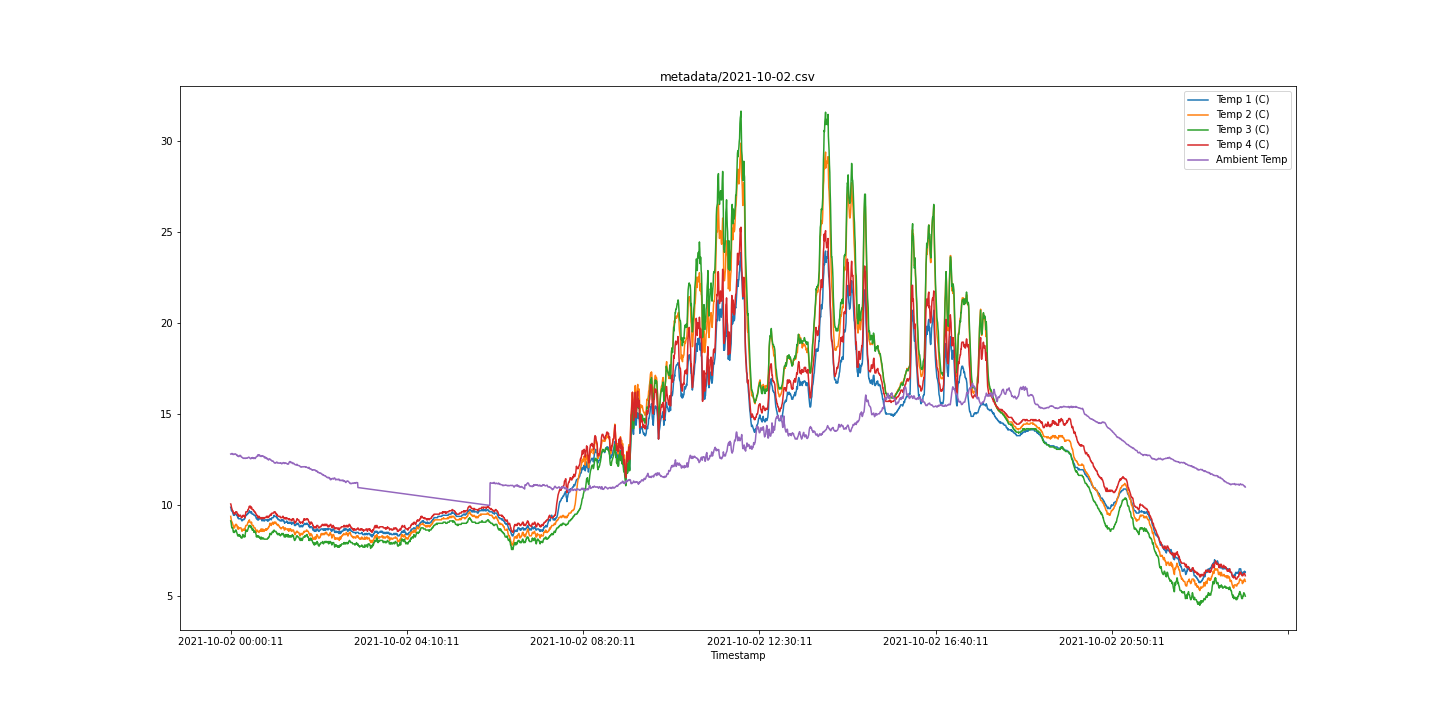 metadata/2021-10-02.csv
Temp 1 (C)
Temp 2 (C)
Temp 3 (C)
Temp 4 (C)
Ambient Temp
30
25
20
15
10
5
2021-10-02 00:00:11
2021-10-02 04:10:11
2021-10-02 08:20:11
2021-10-02 12:30:11
2021-10-02 16:40:11
2021-10-02 20:50:11
Timestamp